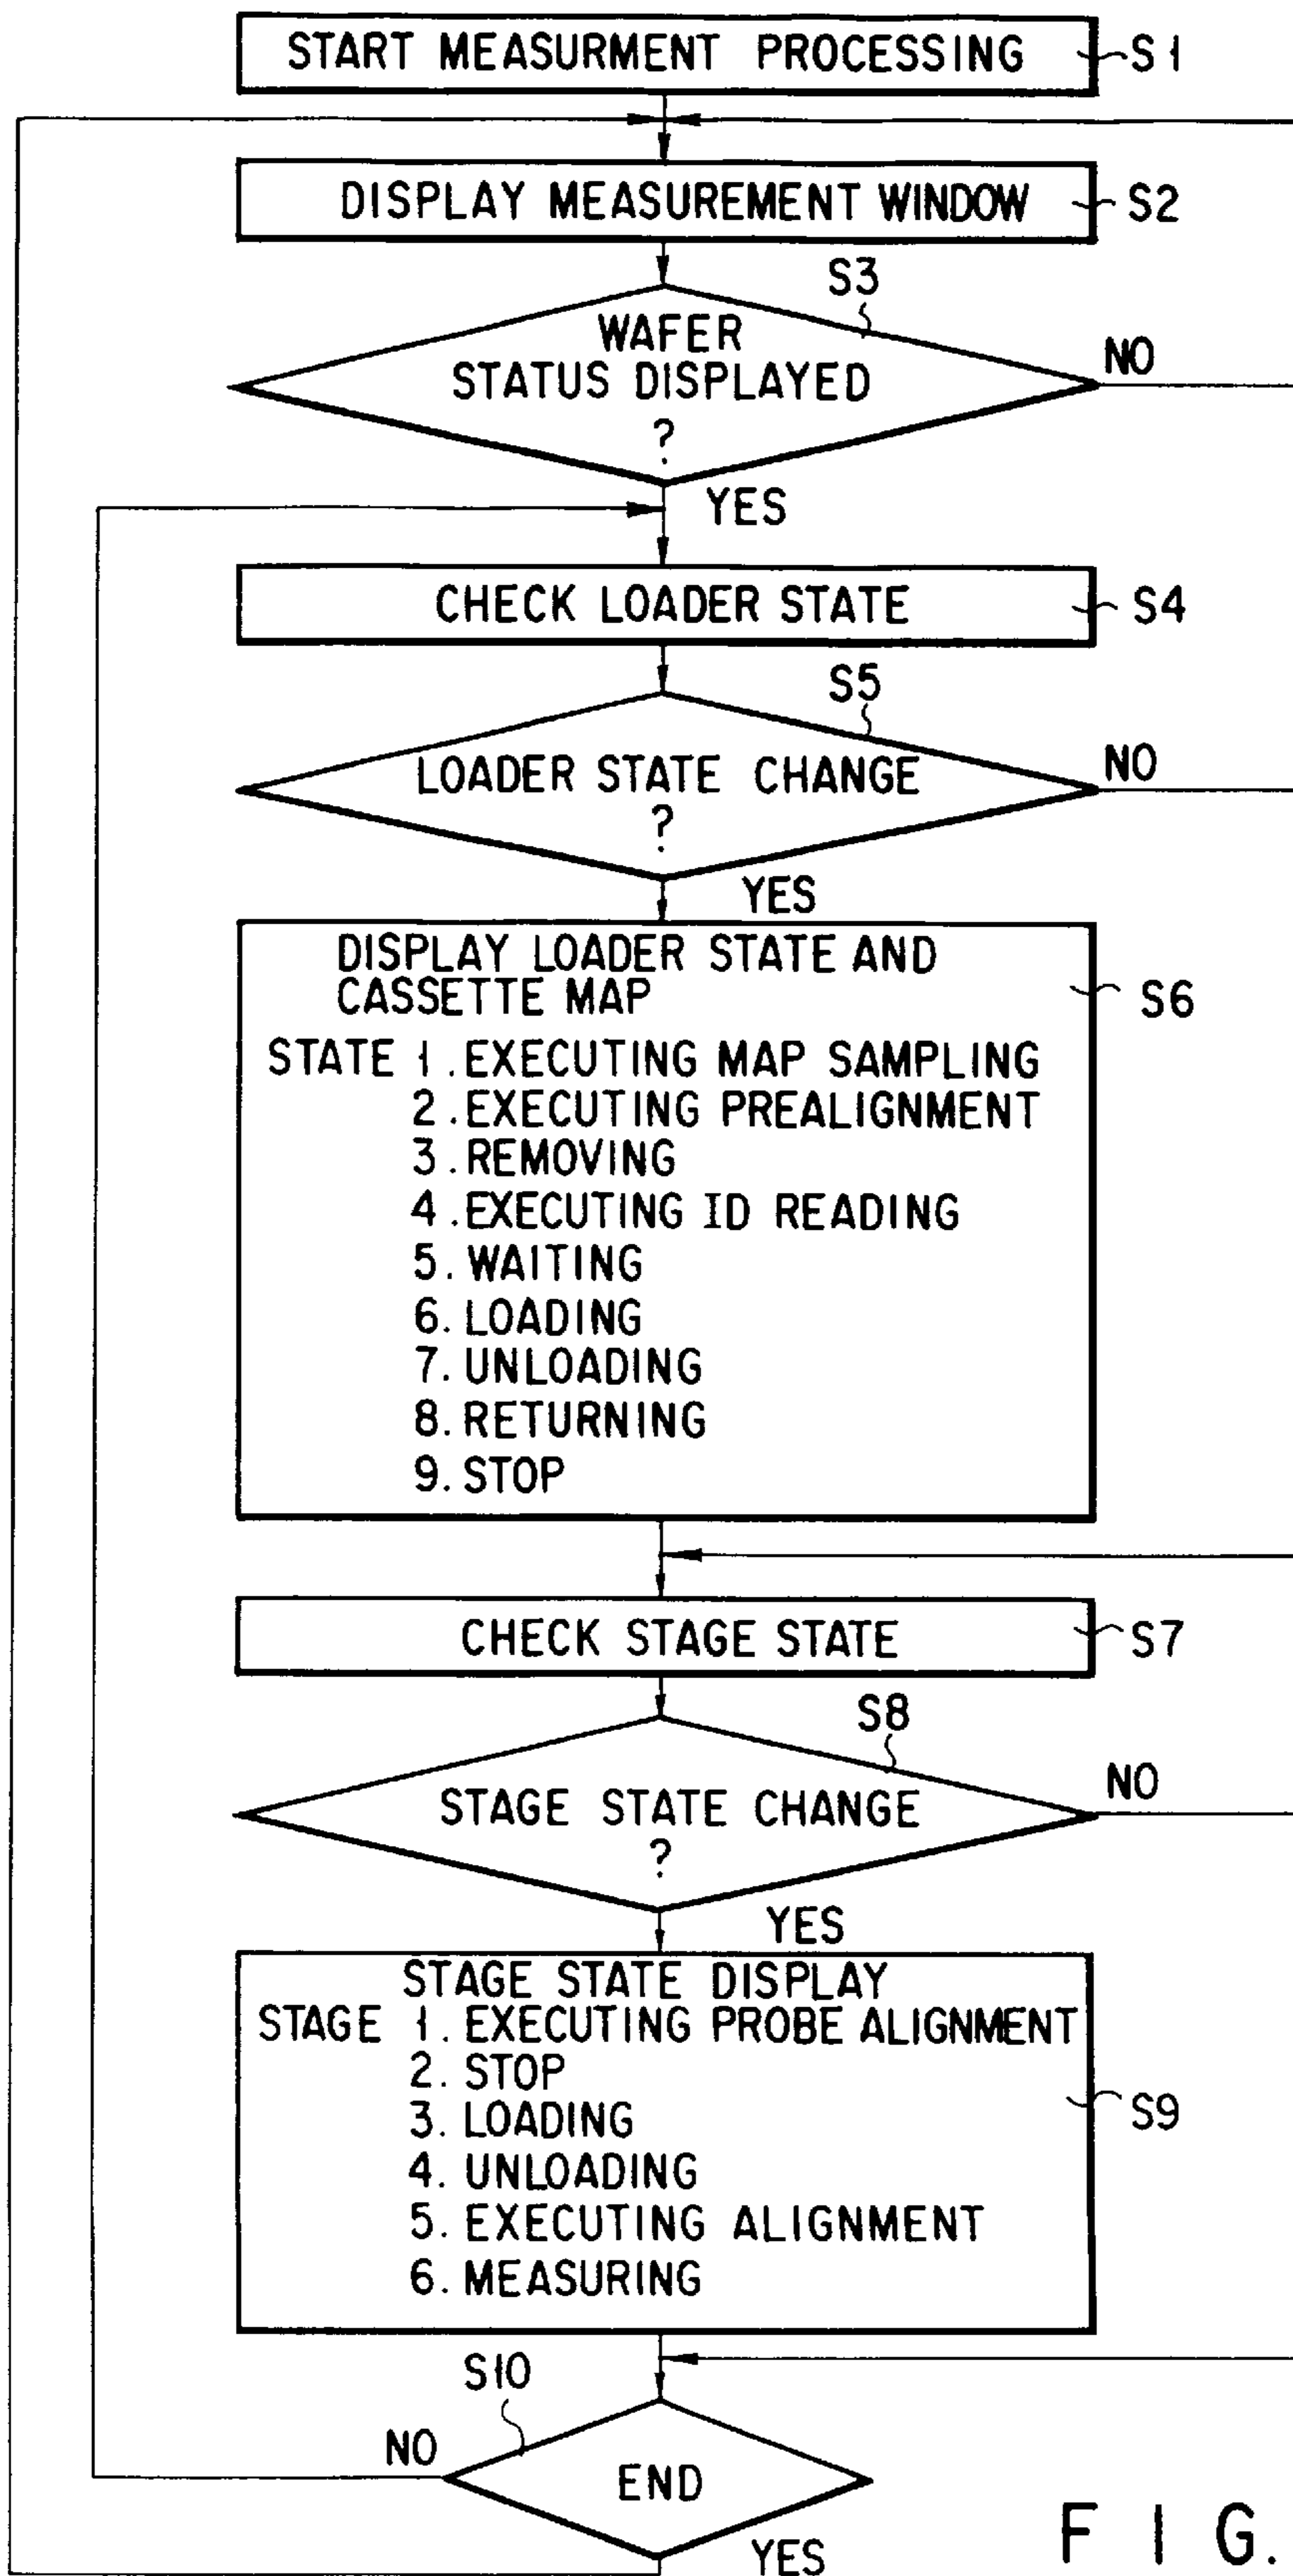 START MEASURMENT PROCESSING S1
DISPLAY MEASUREMENT WINDOW S2
S3
WAFER
STATUS DISPLAYED
?
NO
YES
CHECK LOADER STATE S4
S5
LOADER STATE CHANGE
?
NO
YES
DISPLAY LOADER STATE AND
CASSETTE MAP
S6
STATE 1. EXECUTING MAP SAMPLING
2. EXECUTING PREALIGNMENT
3. REMOVING
4. EXECUTING ID READING
5. WAITING
6. LOADING
7. UNLOADING
8. RETURNING
9. STOP
CHECK STAGE STATE S7
S8
STAGE STATE CHANGE
?
NO
YES
STAGE STATE DISPLAY
STAGE 1. EXECUTING PROBE ALIGNMENT
2. STOP
3. LOADING
S9
4. UNLOADING
5. EXECUTING ALIGNMENT
6. MEASURING
S10
NO
END
YES
FIG.